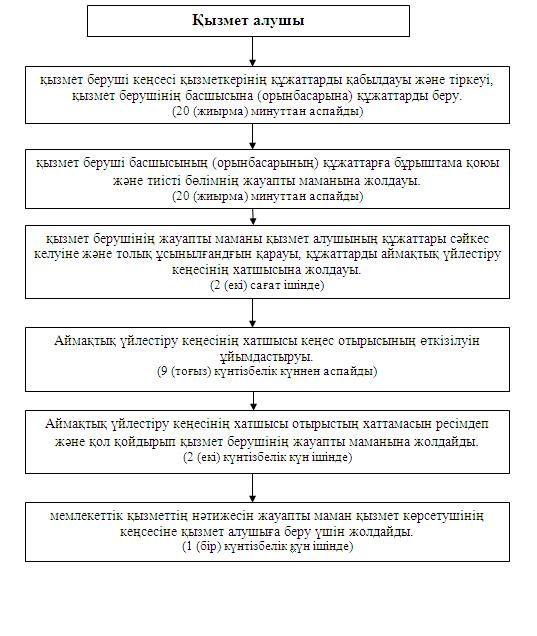 Қызмет алушы
қызмет беруші кеңсесі қызметкерінің құжаттарды қабылдауы және тіркеуі,
қызмет берушінің басшысына (орынбасарына) құжаттарды беру.
(20 (жиырма) минуттан аспайды)
қызмет беруші басшысының (орынбасарының) құжаттарға бұрыштама қоюы
және тиісті бөлімнің жауапты маманына жолдауы.
(20 (жиырма) минуттан аспайды)
қызмет берушінің жауапты маманы қызмет алушының құжаттары сәйкес
келуіне және толық ұсынылғандғын қарауы, құжаттарды аймақтық үйлестіру
кеңесінің хатшысына жолдауы.
(2 (екі) сағат ішінде)
Аймақтық үйлестіру кеңесінің хатшысы кеңес отырысының өткізілуін
ұйымдастыруы.
(9 (тоғыз) күнтізбелік күннен аспайды)
Аймақтық үйлестіру кеңесінің хатшысы отырыстың хаттамасын ресімдеп
және қол қойдырып қызмет берушінің жауапты маманына жолдайды.
(2 (екі) күнтізбелік күн ішінде)
мемлекеттік қызметтің нәтижесін жауапты маман қызмет көрсетушінің
кеңсесіне қызмет алушыға беру үшін жолдайды.
(1 (бір) күнтізбелік күн ішінде)